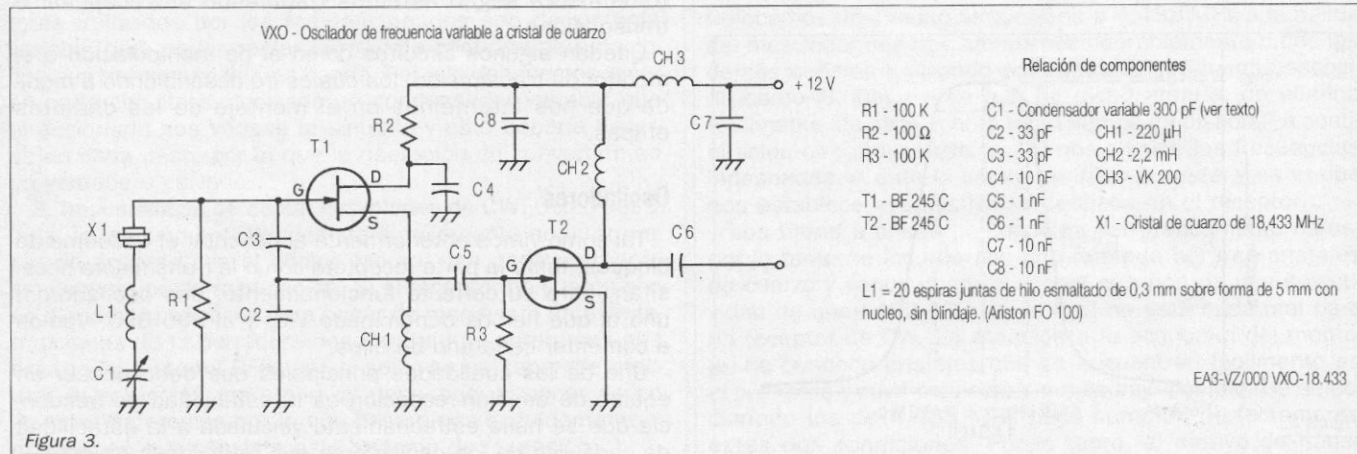 VXO - Oscilador de frecuencia variable a cristal de cuarzo
CH3
+ 12 V
R2
C8
C7
T1
CH2
G
D
S
C4
X1
C3
C5
T2
C6
G
D
S
L1
R1
C2
CH1
R3
C1
Relación de componentes
R1 - 100 K
R2 - 100 Ω
R3 - 100 K
T1 - BF 245 C
T2 - BF 245 C
C1 - Condensador variable 300 pF (ver texto)
C2 - 33 pF
C3 - 33 pF
C4 - 10 nF
C5 - 1 nF
C6 - 1 nF
C7 - 10 nF
C8 - 10 nF
CH1 - 220 µH
CH2 -2,2 mH
CH3 - VK 200
X1 - Cristal de quarzo de 18,433 MHz
L1 = 20 espiras juntas de hilo esmaltado de 0,3 mm sobre forma de 5 mm con
nucleo, sin blindaje. (Ariston FO 100)
EA3-VZ/000 VXO-18.433
Figura 3.